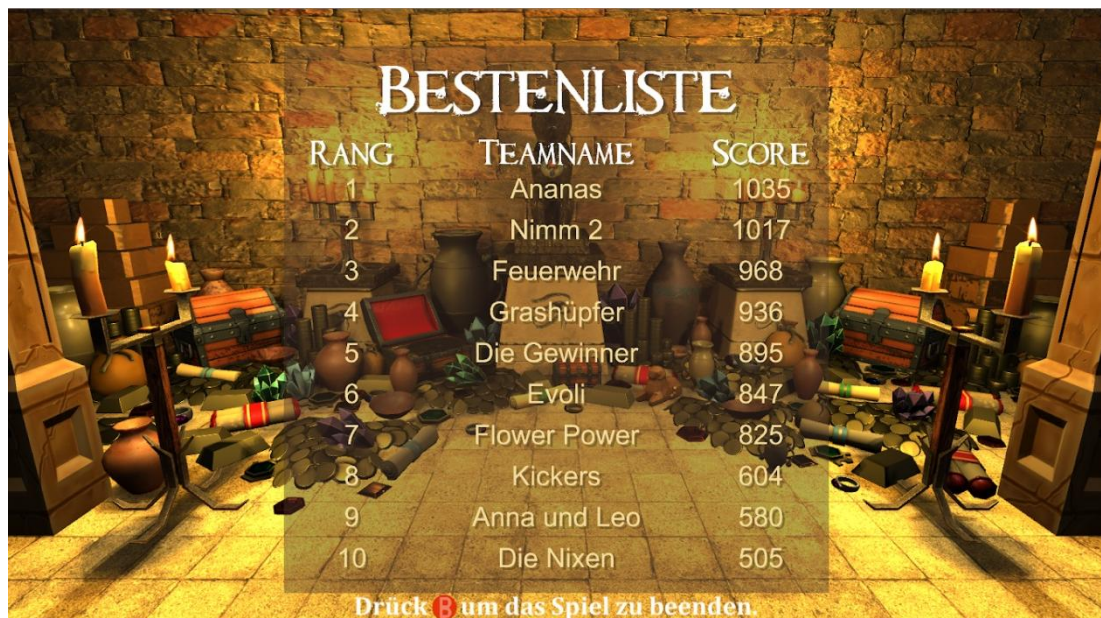 Bestenliste
Rang Teamname Score
1 Ananas 1035
2 Nimm 2 1017
3 Feuerwehr 968
4 Grashüpfer 936
5 Die Gewinner 895
6 Evoli 847
7 Flower Power 825
8 Kickers 604
9 Anna und Leo 580
10 Die Nixen 505
Drück B um das Spiel zu beenden.